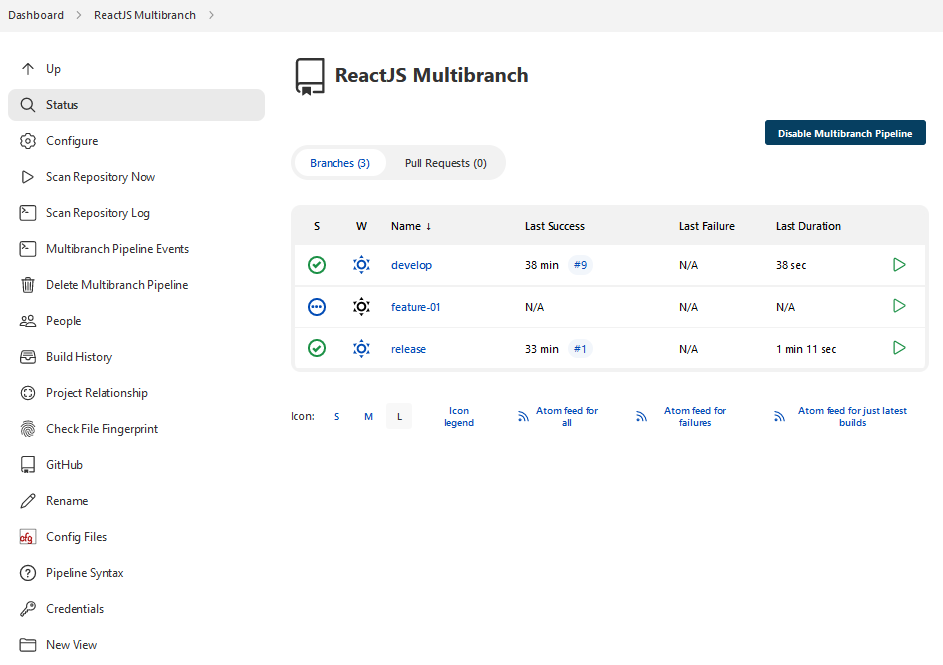 Dashboard > ReactJS Multibranch >
Up
Status
Configure
Scan Repository Now
Scan Repository Log
Multibranch Pipeline Events
Delete Multibranch Pipeline
People
Build History
Project Relationship
Check File Fingerprint
GitHub
Rename
cfg Config Files
Pipeline Syntax
Credentials
New View
ReactJS Multibranch
Disable Multibranch Pipeline
Branches (3) Pull Requests (0)
S W Name ↓ Last Success Last Failure Last Duration
develop 38 min #9 N/A 38 sec
feature-01 N/A N/A N/A
release 33 min #1 N/A 1 min 11 sec
Icon: S M L
Icon
legend
Atom feed for
all
Atom feed for
failures
Atom feed for just latest
builds